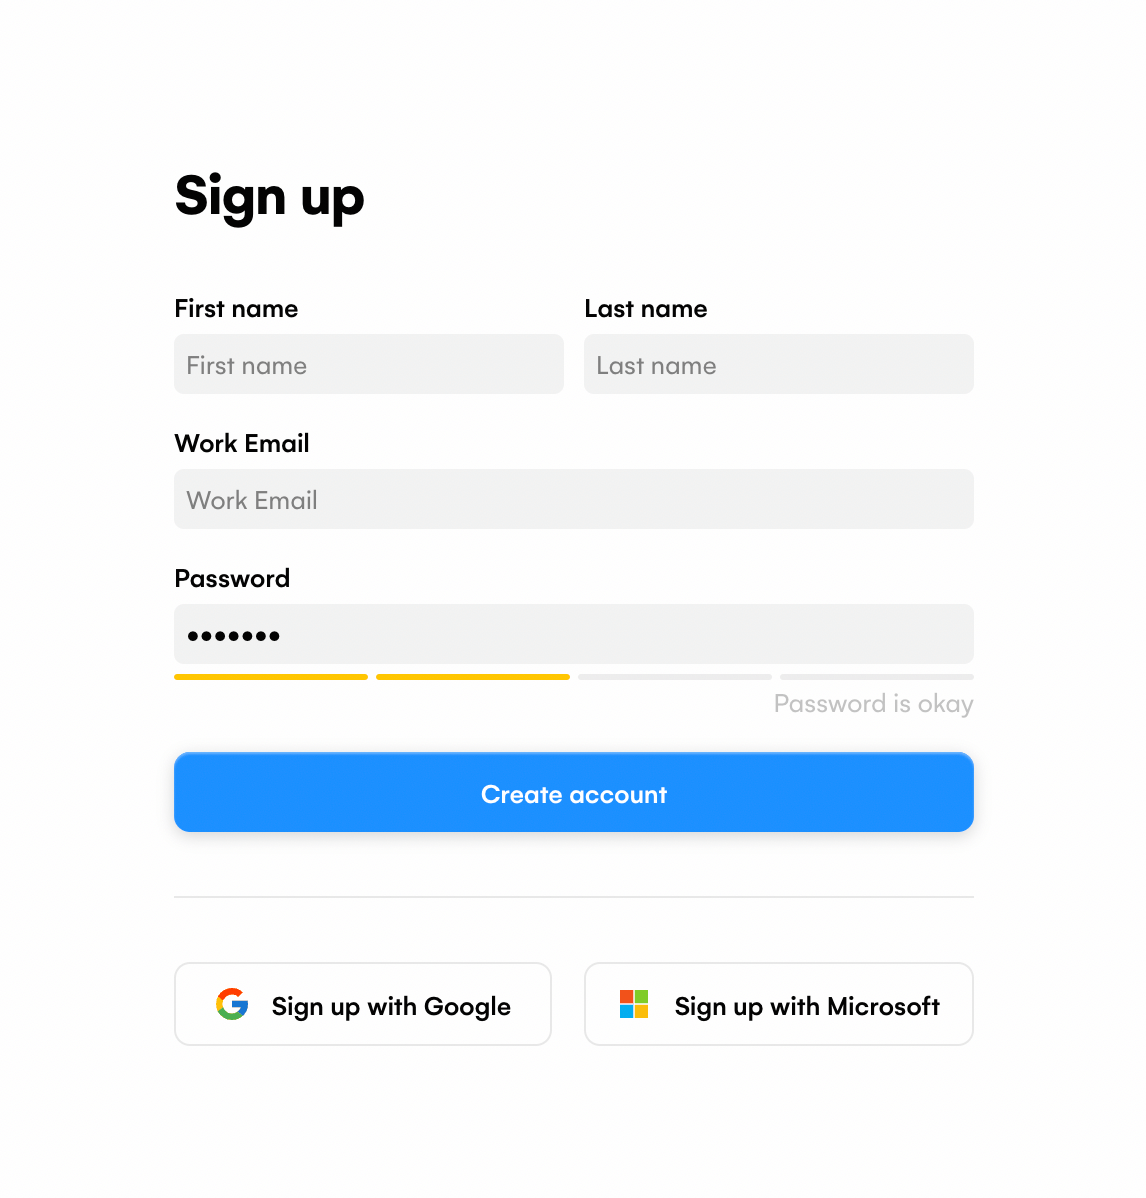 Sign up
First name
Last name
First name
Last name
Work Email
Work Email
Password
•••••••
Password is okay
Create account
Sign up with Google
Sign up with Microsoft